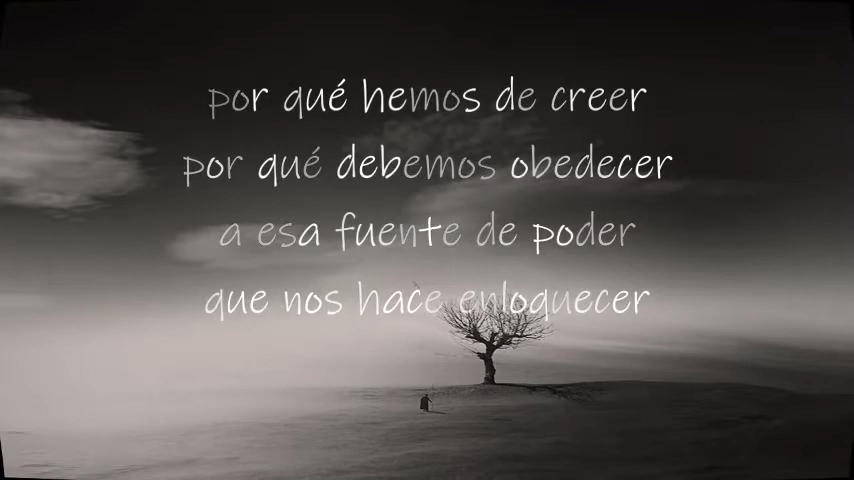 por qué hemos de creer
por qué debemos obedecer
a esa fuente de poder
que nos hace enloquecer